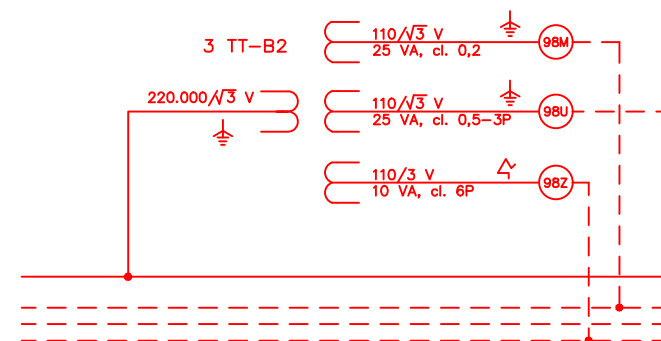 110/√3 V
3 TT-B2
98M
25 VA, cl. 0,2
220.000/√3 V
110/√3 V
98U
25 VA, cl. 0,5-3P
110/3 V
98Z
10 VA, cl. 6P